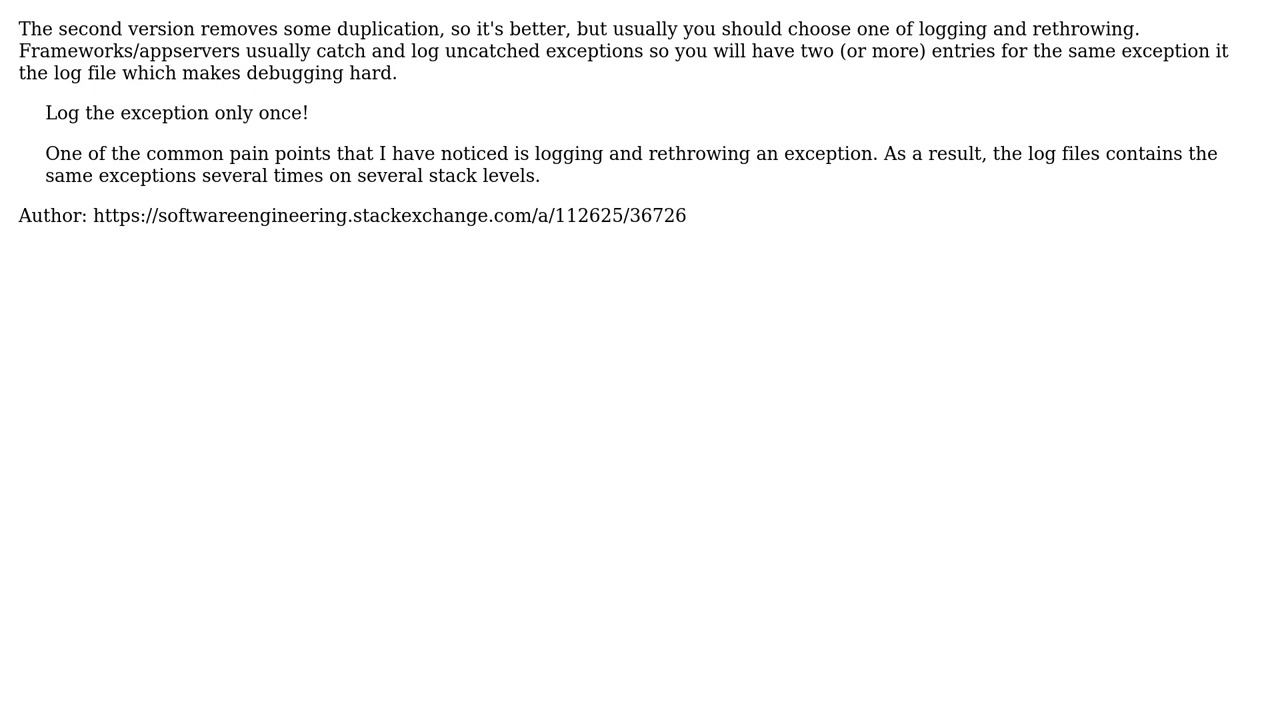 The second version removes some duplication, so it's better, but usually you should choose one of logging and rethrowing.
Frameworks/appservers usually catch and log uncatched exceptions so you will have two (or more) entries for the same exception it
the log file which makes debugging hard.
Log the exception only once!
One of the common pain points that I have noticed is logging and rethrowing an exception. As a result, the log files contains the
same exceptions several times on several stack levels.
Author: https://softwareengineering.stackexchange.com/a/112625/36726